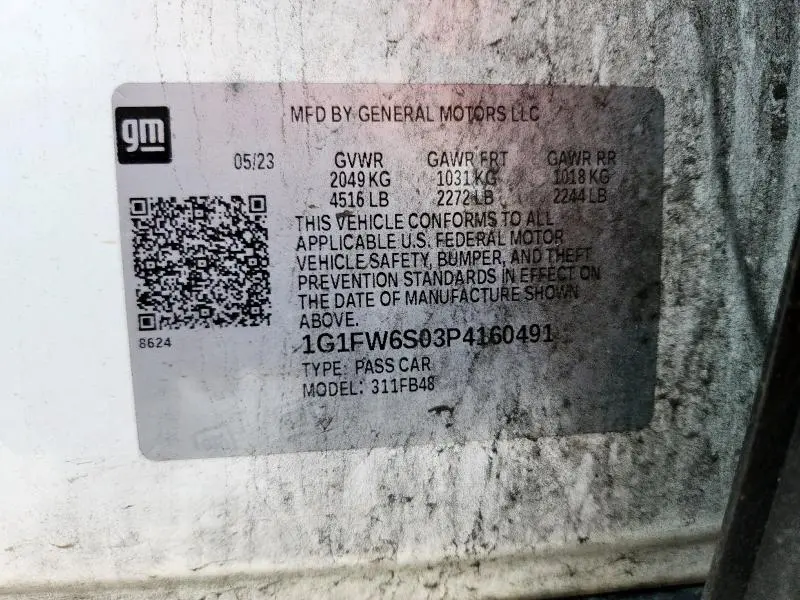 gm
MFD BY GENERAL MOTORS LLC
05/23 GVWR GAWR FRT GAWR RR
2049 KG 1031 KG 1018 KG
4516 LB 2272 LB 2244 LB
THIS VEHICLE CONFORMS TO ALL
APPLICABLE U.S. FEDERAL MOTOR
VEHICLE SAFETY, BUMPER, AND THEFT
PREVENTION STANDARDS IN EFFECT ON
THE DATE OF MANUFACTURE SHOWN
ABOVE.
8624
1G1FW6S03P4160491
TYPE: PASS CAR
MODEL: 311FB48